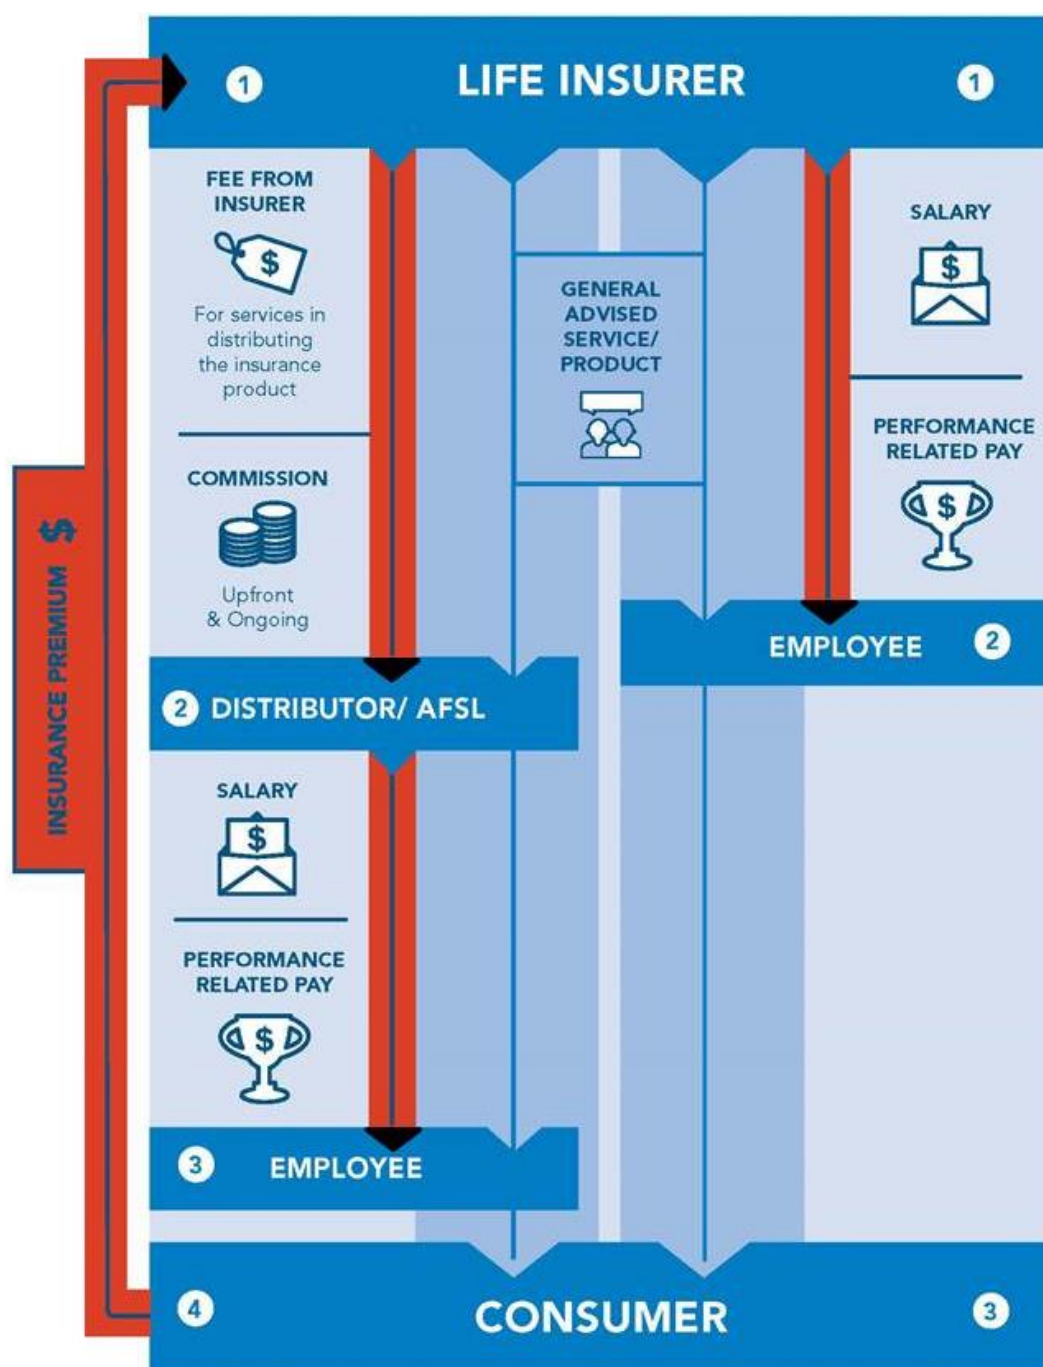 1
LIFE INSURER
1
FEE FROM
INSURER
$
For services in
distributing
the insurance
product
COMMISSION
Upfront
& Ongoing
GENERAL
ADVISED
SERVICE/
PRODUCT
SALARY
$
PERFORMANCE
RELATED PAY
$
EMPLOYEE
2
INSURANCE PREMIUM $
2
DISTRIBUTOR/ AFSL
SALARY
$
PERFORMANCE
RELATED PAY
$
3
EMPLOYEE
4
CONSUMER
3